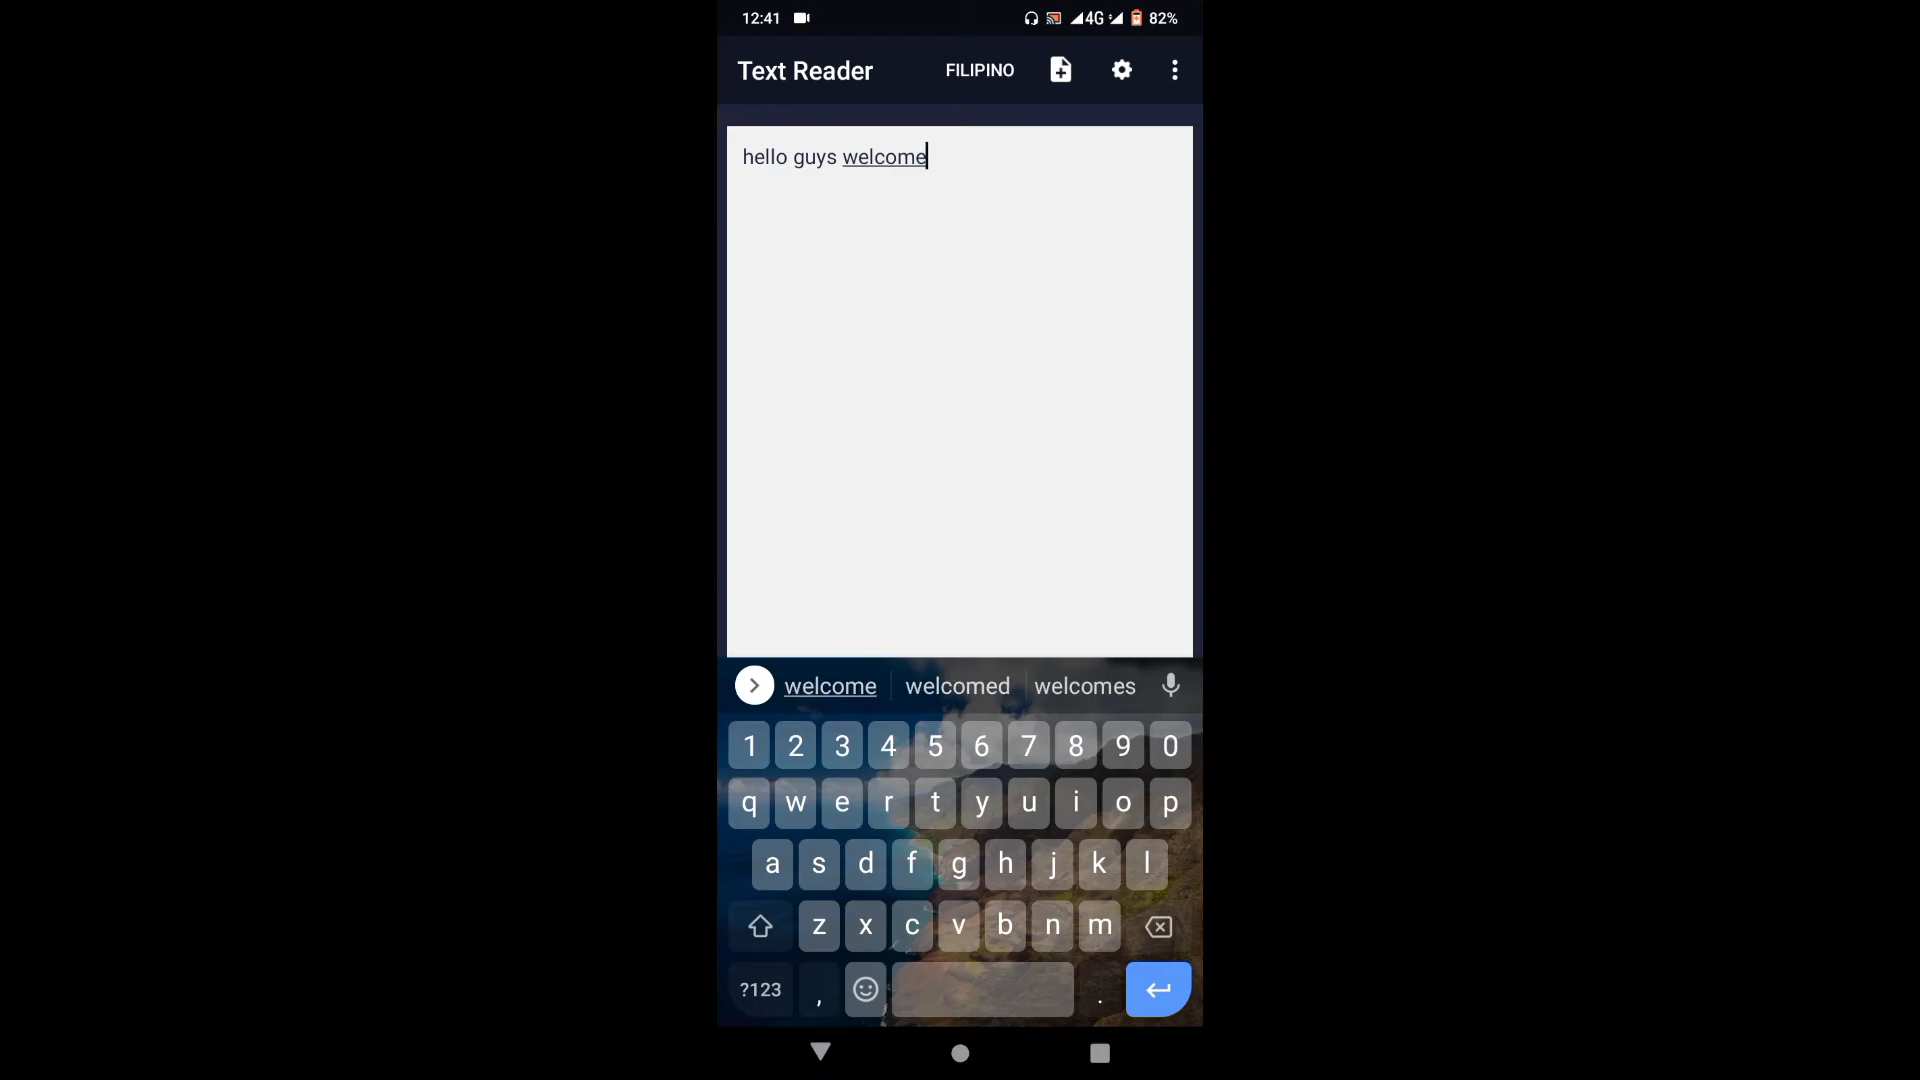 12:41 4G 82%
Text Reader FILIPINO
hello guys welcome
welcome welcomed welcomes
1 2 3 4 5 6 7 8 9 0
q w e r t y u i o p
a s d f g h j k l
z x c v b n m
?123 , .